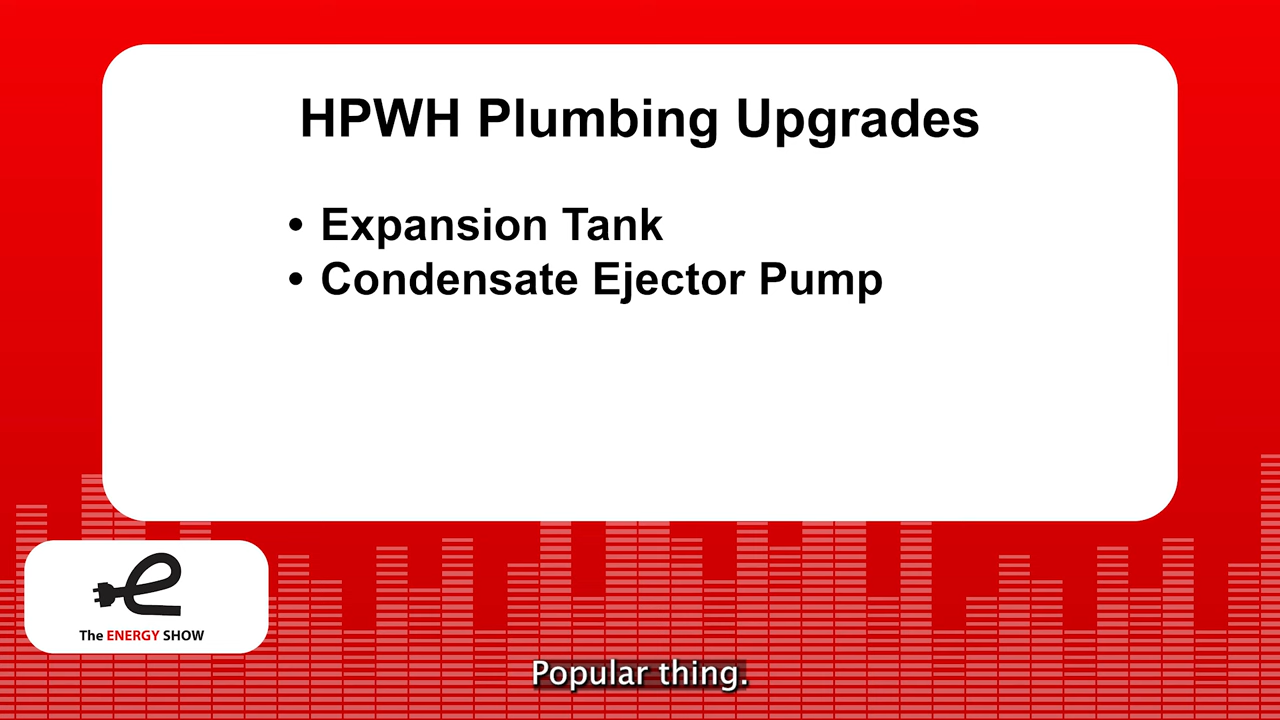 HPWH Plumbing Upgrades
• Expansion Tank
• Condensate Ejector Pump
The ENERGY SHOW
Popular thing.